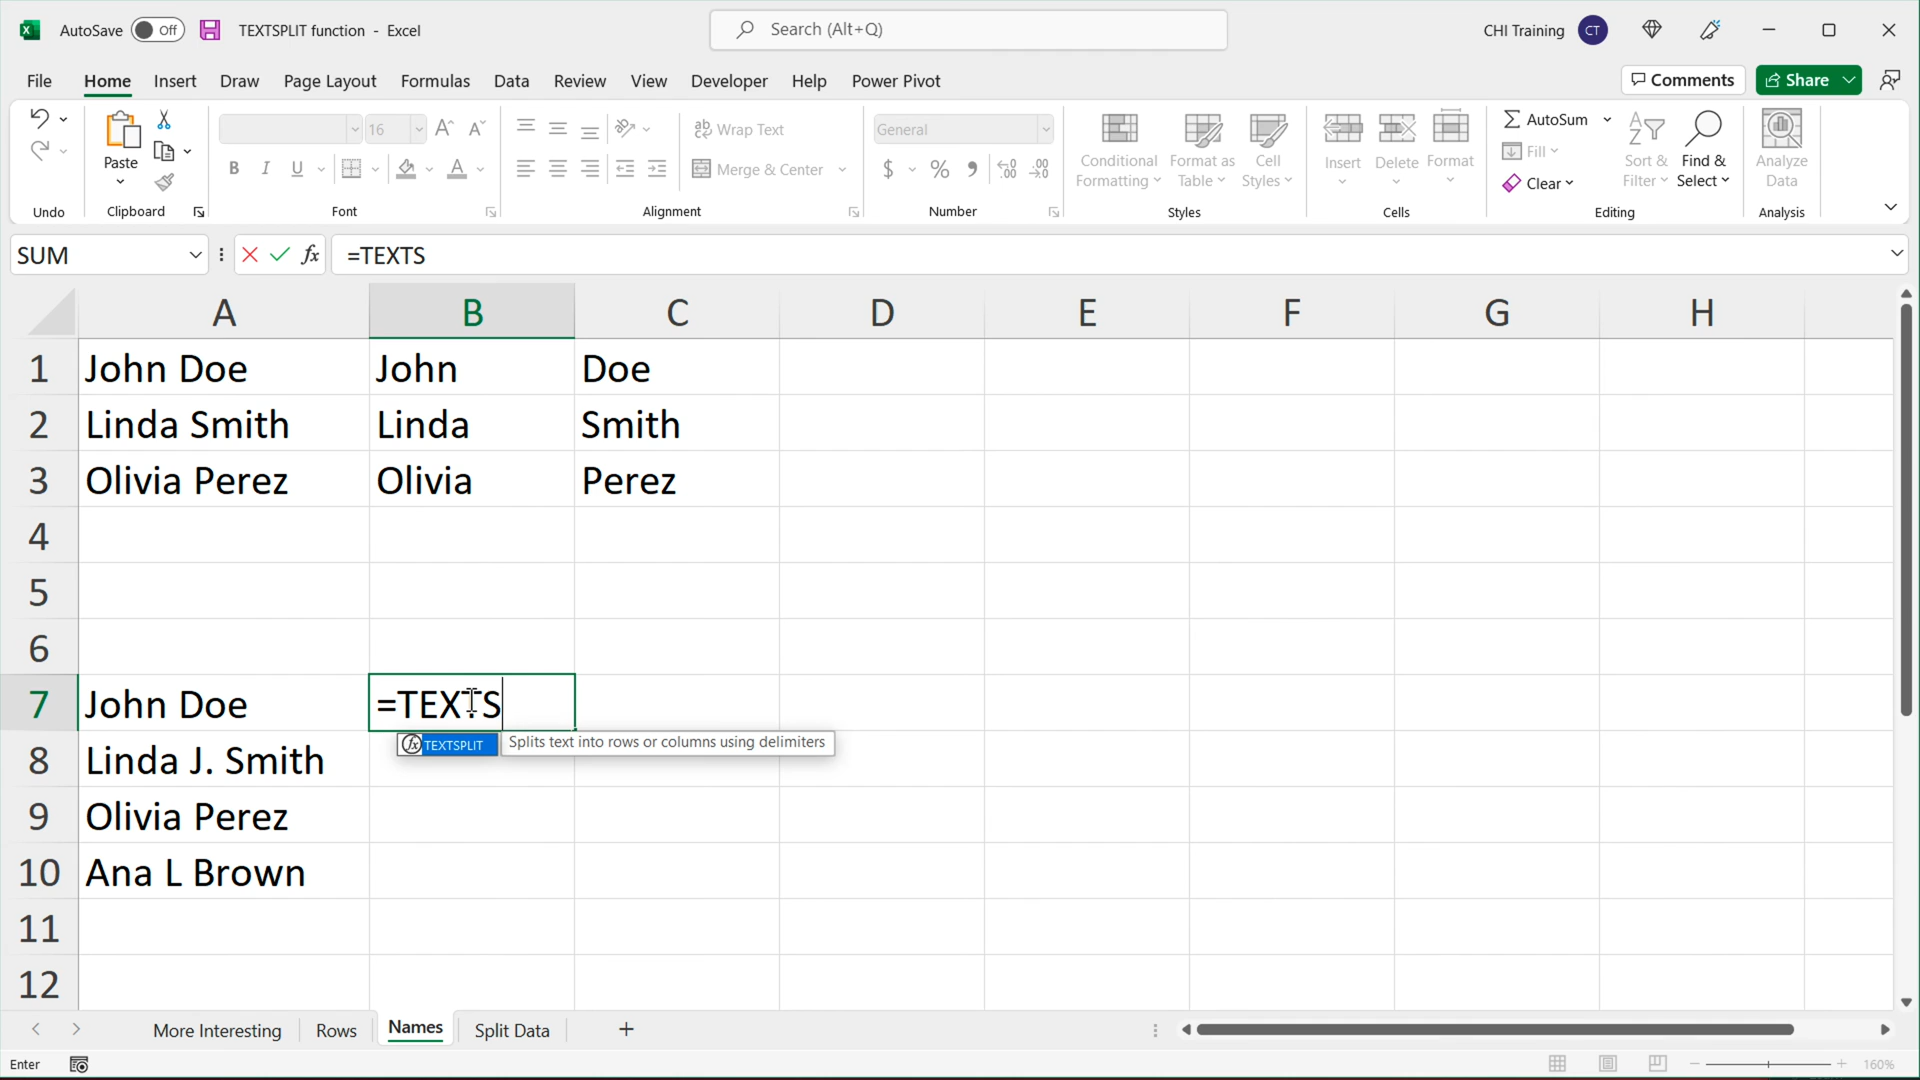 AutoSave Off TEXTSPLIT function - Excel Search (Alt+Q) CHI Training CT
File Home Insert Draw Page Layout Formulas Data Review View Developer Help Power Pivot Comments Share
Paste
Undo
Clipboard
16
B I U A
Font
ab Wrap Text
Merge & Center
Alignment
General
$ % 9
Number
Conditional Formatting
Format as Table
Cell Styles
Styles
Insert
Delete
Format
Cells
AutoSum
Fill
Clear
Sort & Filter
Find & Select
Editing
Analyze Data
Analysis
SUM fx =TEXTS
A B C D E F G H
1 John Doe John Doe
2 Linda Smith Linda Smith
3 Olivia Perez Olivia Perez
4
5
6
7 John Doe =TEXTS
fx TEXTSPLIT Splits text into rows or columns using delimiters
8 Linda J. Smith
9 Olivia Perez
10 Ana L Brown
11
12
More Interesting Rows Names Split Data +
Enter 160%